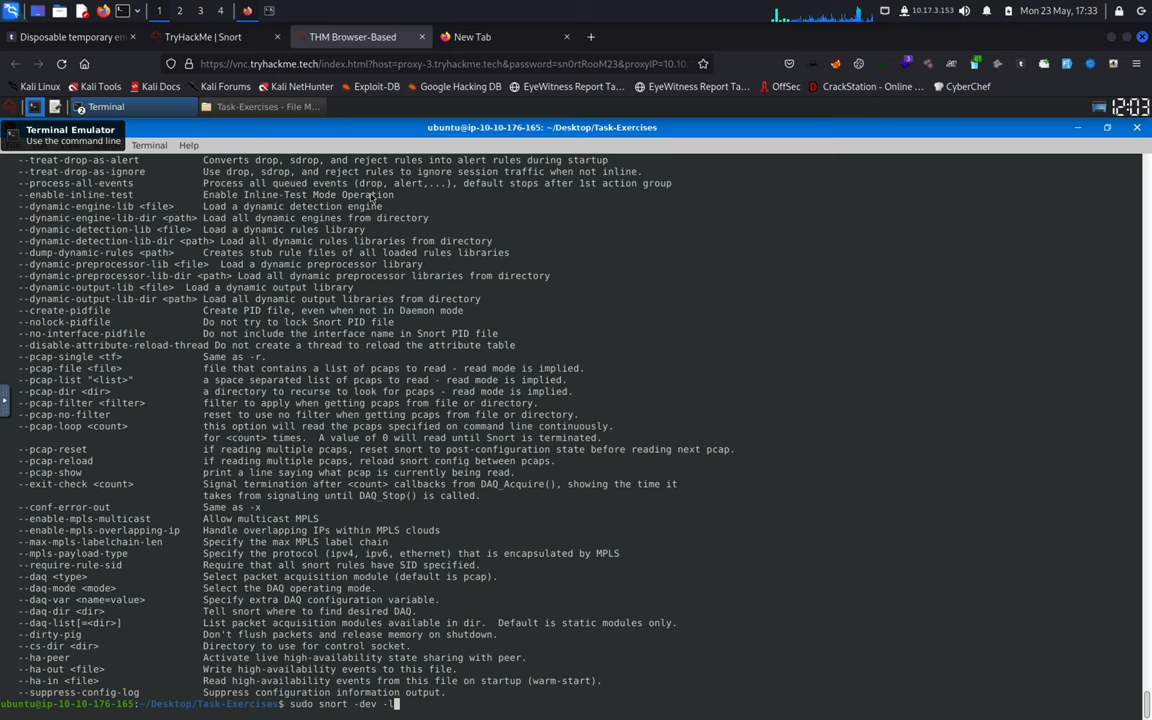 1 2 3 4 10.17.3.153 Mon 23 May, 17:33
Disposable temporary em × TryHackMe | Snort × THM Browser-Based × New Tab × +
https://vnc.tryhackme.tech/index.html?host=proxy-3.tryhackme.tech&password=sn0rtRooM23&proxyIP=10.10.
Kali Linux Kali Tools Kali Docs Kali Forums Kali NetHunter Exploit-DB Google Hacking DB EyeWitness Report Ta... EyeWitness Report Ta... OffSec CrackStation - Online ... CyberChef
Terminal Task-Exercises - File M... 12:03
Terminal Emulator
Use the command line
ubuntu@ip-10-10-176-165: ~/Desktop/Task-Exercises
Terminal Help
--treat-drop-as-alert Converts drop, sdrop, and reject rules into alert rules during startup
--treat-drop-as-ignore Use drop, sdrop, and reject rules to ignore session traffic when not inline.
--process-all-events Process all queued events (drop, alert,...), default stops after 1st action group
--enable-inline-test Enable Inline-Test Mode Operation
--dynamic-engine-lib <file> Load a dynamic detection engine
--dynamic-engine-lib-dir <path> Load all dynamic engines from directory
--dynamic-detection-lib <file> Load a dynamic rules library
--dynamic-detection-lib-dir <path> Load all dynamic rules libraries from directory
--dump-dynamic-rules <path> Creates stub rule files of all loaded rules libraries
--dynamic-preprocessor-lib <file> Load a dynamic preprocessor library
--dynamic-preprocessor-lib-dir <path> Load all dynamic preprocessor libraries from directory
--dynamic-output-lib <file> Load a dynamic output library
--dynamic-output-lib-dir <path> Load all dynamic output libraries from directory
--create-pidfile Create PID file, even when not in Daemon mode
--nolock-pidfile Do not try to lock Snort PID file
--no-interface-pidfile Do not include the interface name in Snort PID file
--disable-attribute-reload-thread Do not create a thread to reload the attribute table
--pcap-single <tf> Same as -r.
--pcap-file <file> file that contains a list of pcaps to read - read mode is implied.
--pcap-list "<list>" a space separated list of pcaps to read - read mode is implied.
--pcap-dir <dir> a directory to recurse to look for pcaps - read mode is implied.
--pcap-filter <filter> filter to apply when getting pcaps from file or directory.
--pcap-no-filter reset to use no filter when getting pcaps from file or directory.
--pcap-loop <count> this option will read the pcaps specified on command line continuously.
for <count> times. A value of 0 will read until Snort is terminated.
--pcap-reset if reading multiple pcaps, reset snort to post-configuration state before reading next pcap.
--pcap-reload if reading multiple pcaps, reload snort config between pcaps.
--pcap-show print a line saying what pcap is currently being read.
--exit-check <count> Signal termination after <count> callbacks from DAQ_Acquire(), showing the time it
takes from signaling until DAQ_Stop() is called.
--conf-error-out Same as -x
--enable-mpls-multicast Allow multicast MPLS
--enable-mpls-overlapping-ip Handle overlapping IPs within MPLS clouds
--max-mpls-labelchain-len Specify the max MPLS label chain
--mpls-payload-type Specify the protocol (ipv4, ipv6, ethernet) that is encapsulated by MPLS
--require-rule-sid Require that all snort rules have SID specified.
--daq <type> Select packet acquisition module (default is pcap).
--daq-mode <mode> Select the DAQ operating mode.
--daq-var <name=value> Specify extra DAQ configuration variable.
--daq-dir <dir> Tell snort where to find desired DAQ.
--daq-list[=<dir>] List packet acquisition modules available in dir. Default is static modules only.
--dirty-pig Don't flush packets and release memory on shutdown.
--cs-dir <dir> Directory to use for control socket.
--ha-peer Activate live high-availability state sharing with peer.
--ha-out <file> Write high-availability events to this file.
--ha-in <file> Read high-availability events from this file on startup (warm-start).
--suppress-config-log Suppress configuration information output.
ubuntu@ip-10-10-176-165:~/Desktop/Task-Exercises$ sudo snort -dev -l